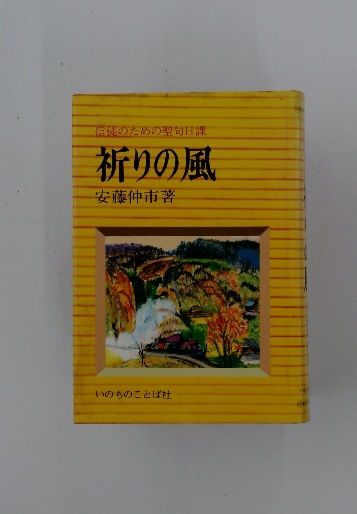 信徒のための聖句日課
祈りの風
安藤仲市著
いのちのことば社